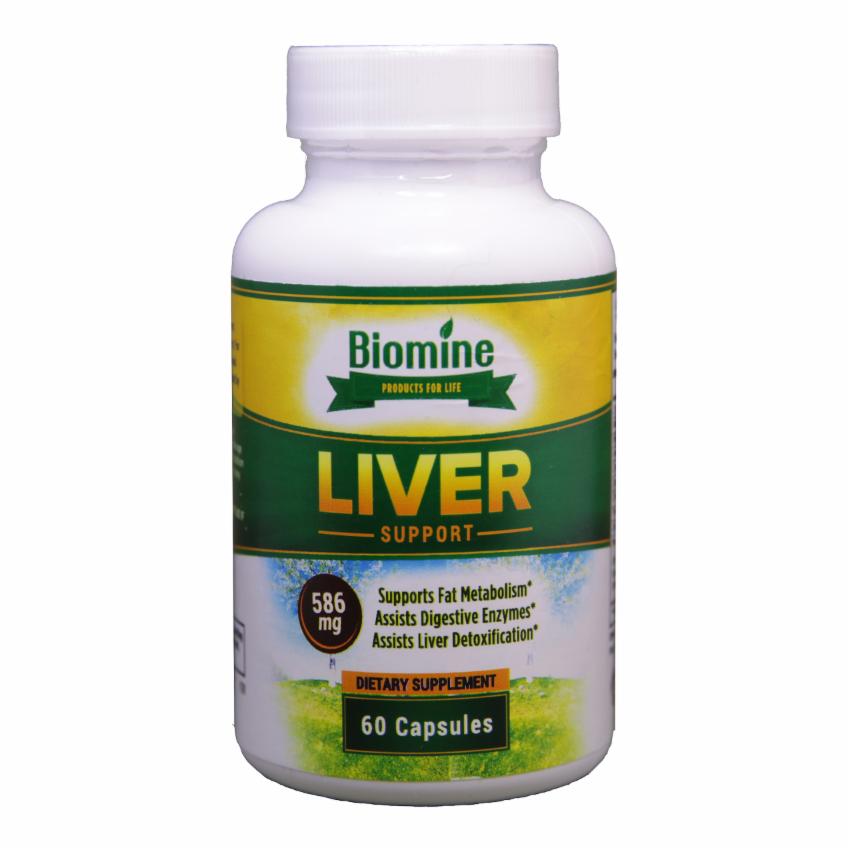 Biomine
PRODUCTS FOR LIFE
LIVER
SUPPORT
586
mg
Supports Fat Metabolism*
Assists Digestive Enzymes*
Assists Liver Detoxification*
DIETARY SUPPLEMENT
60 Capsules